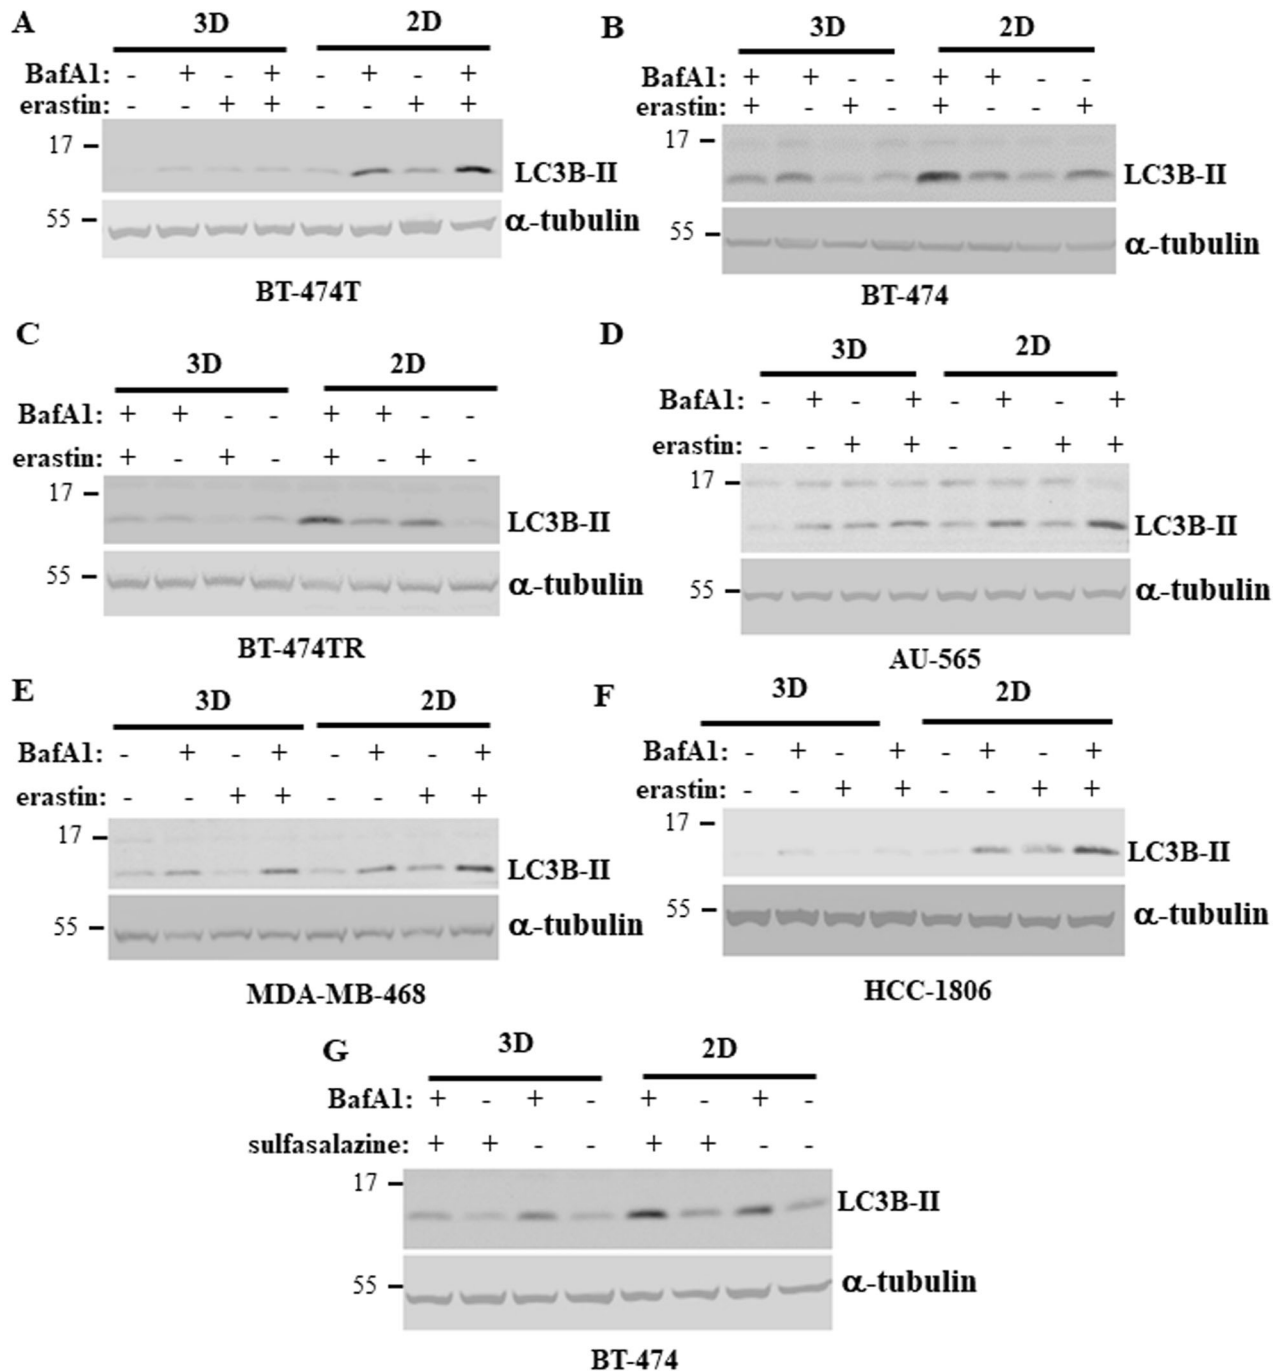 A
3D 2D
BafA1: - + - + - + - +
erastin: - - + + - - + +
17
LC3B-II
55
α-tubulin
BT-474T
B
3D 2D
BafA1: + + - - + + - -
erastin: + - + - + - - +
17
LC3B-II
55
α-tubulin
BT-474
C
3D 2D
BafA1: + + - - + + - -
erastin: + - + - + - + -
17
LC3B-II
55
α-tubulin
BT-474TR
D
3D 2D
BafA1: - + - + - + - +
erastin: - - + + - - + +
17
LC3B-II
55
α-tubulin
AU-565
E
3D 2D
BafA1: - + - + - + - +
erastin: - - + + - - + +
17
LC3B-II
55
α-tubulin
MDA-MB-468
F
3D 2D
BafA1: - + - + - + - +
erastin: - - + + - - + +
17
LC3B-II
55
α-tubulin
HCC-1806
G
3D 2D
BafA1: + - + - + - + -
sulfasalazine: + + - - + + - -
17
LC3B-II
55
α-tubulin
BT-474